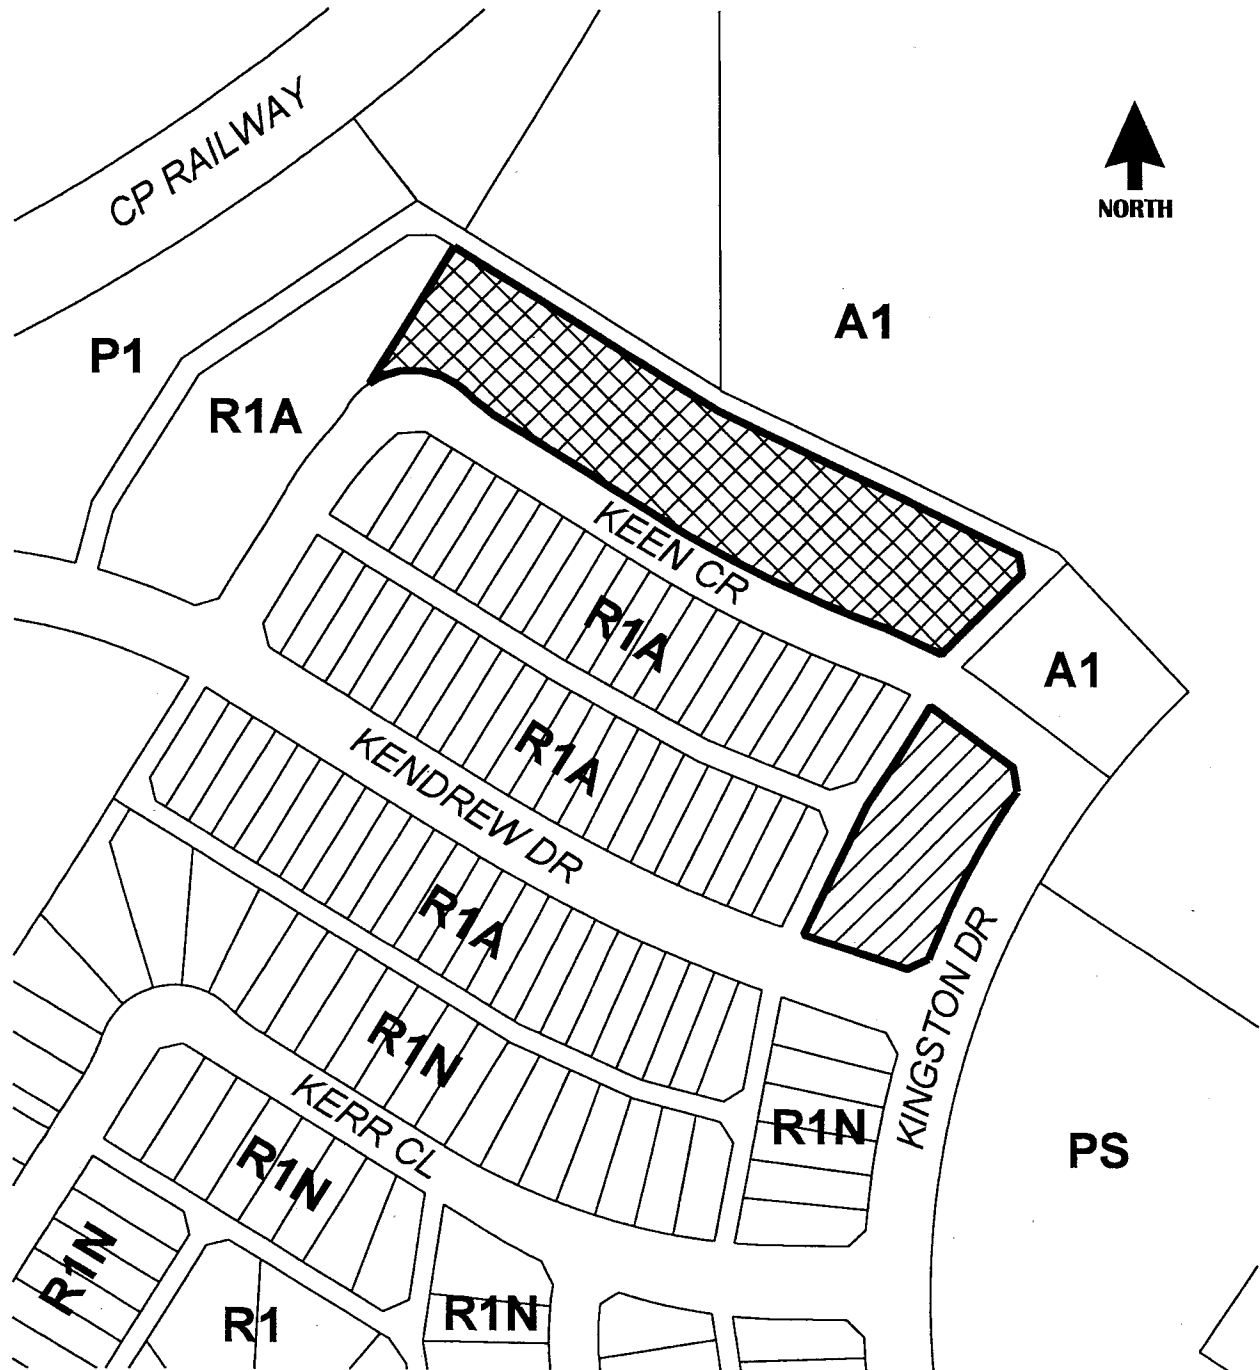 CP RAILWAY
NORTH
A1
P1
R1A
KEEN CR
R1A
A1
R1A
KENDREW DR
R1A
KINGSTON DR
R1N
R1N
KERR CL
PS
R1N
R1N
R1N
R1